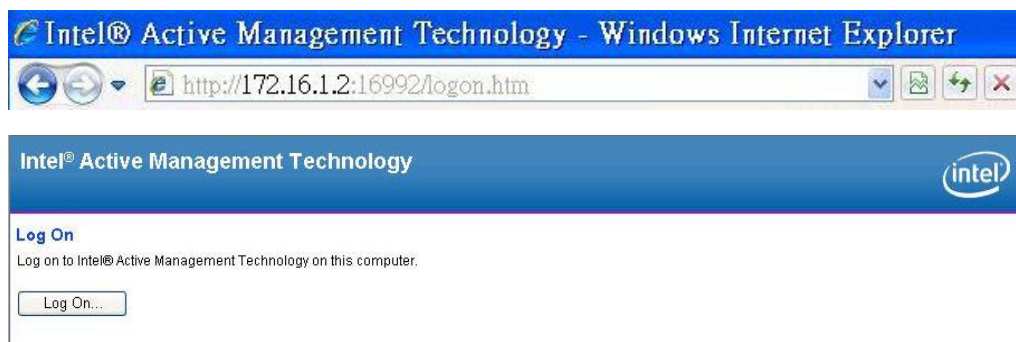 Intel® Active Management Technology - Windows Internet Explorer
http://172.16.1.2:16992/logon.htm
Intel® Active Management Technology
intel
Log On
Log on to Intel® Active Management Technology on this computer.
Log On...